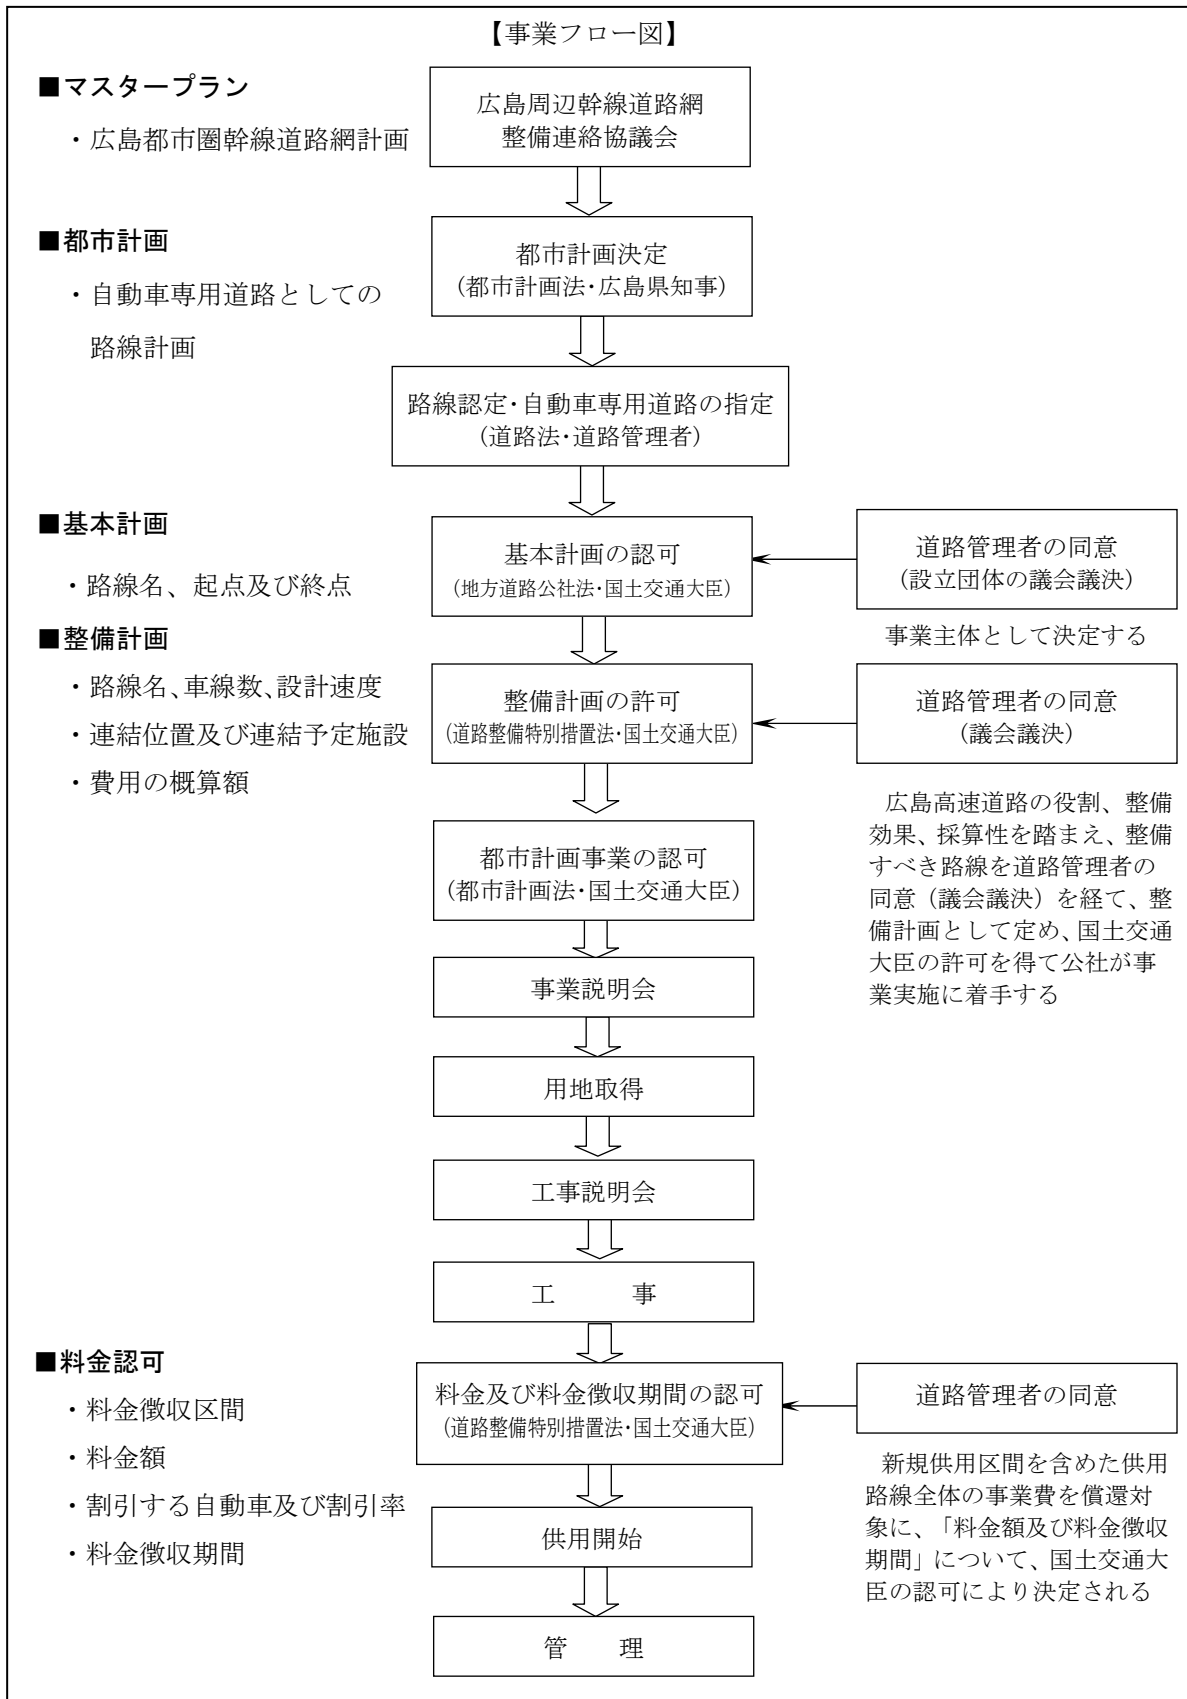 【事業フロー図】
■マスタープラン
・広島都市圏幹線道路網計画
広島周辺幹線道路網
整備連絡協議会
■都市計画
・自動車専用道路としての
路線計画
都市計画決定
(都市計画法・広島県知事)
路線認定・自動車専用道路の指定
(道路法・道路管理者)
■基本計画
・路線名、起点及び終点
基本計画の認可
(地方道路公社法・国土交通大臣)
道路管理者の同意
(設立団体の議会議決)
事業主体として決定する
■整備計画
・路線名、車線数、設計速度
・連結位置及び連結予定施設
・費用の概算額
整備計画の許可
(道路整備特別措置法・国土交通大臣)
道路管理者の同意
(議会議決)
広島高速道路の役割、整備
効果、採算性を踏まえ、整備
すべき路線を道路管理者の
同意（議会議決）を経て、整
備計画として定め、国土交通
大臣の許可を得て公社が事
業実施に着手する
都市計画事業の認可
(都市計画法・国土交通大臣)
事業説明会
用地取得
工事説明会
工　　事
■料金認可
・料金徴収区間
・料金額
・割引する自動車及び割引率
・料金徴収期間
料金及び料金徴収期間の認可
(道路整備特別措置法・国土交通大臣)
道路管理者の同意
新規供用区間を含めた供用
路線全体の事業費を償還対
象に、「料金額及び料金徴収
期間」について、国土交通大
臣の認可により決定される
供用開始
管　　理